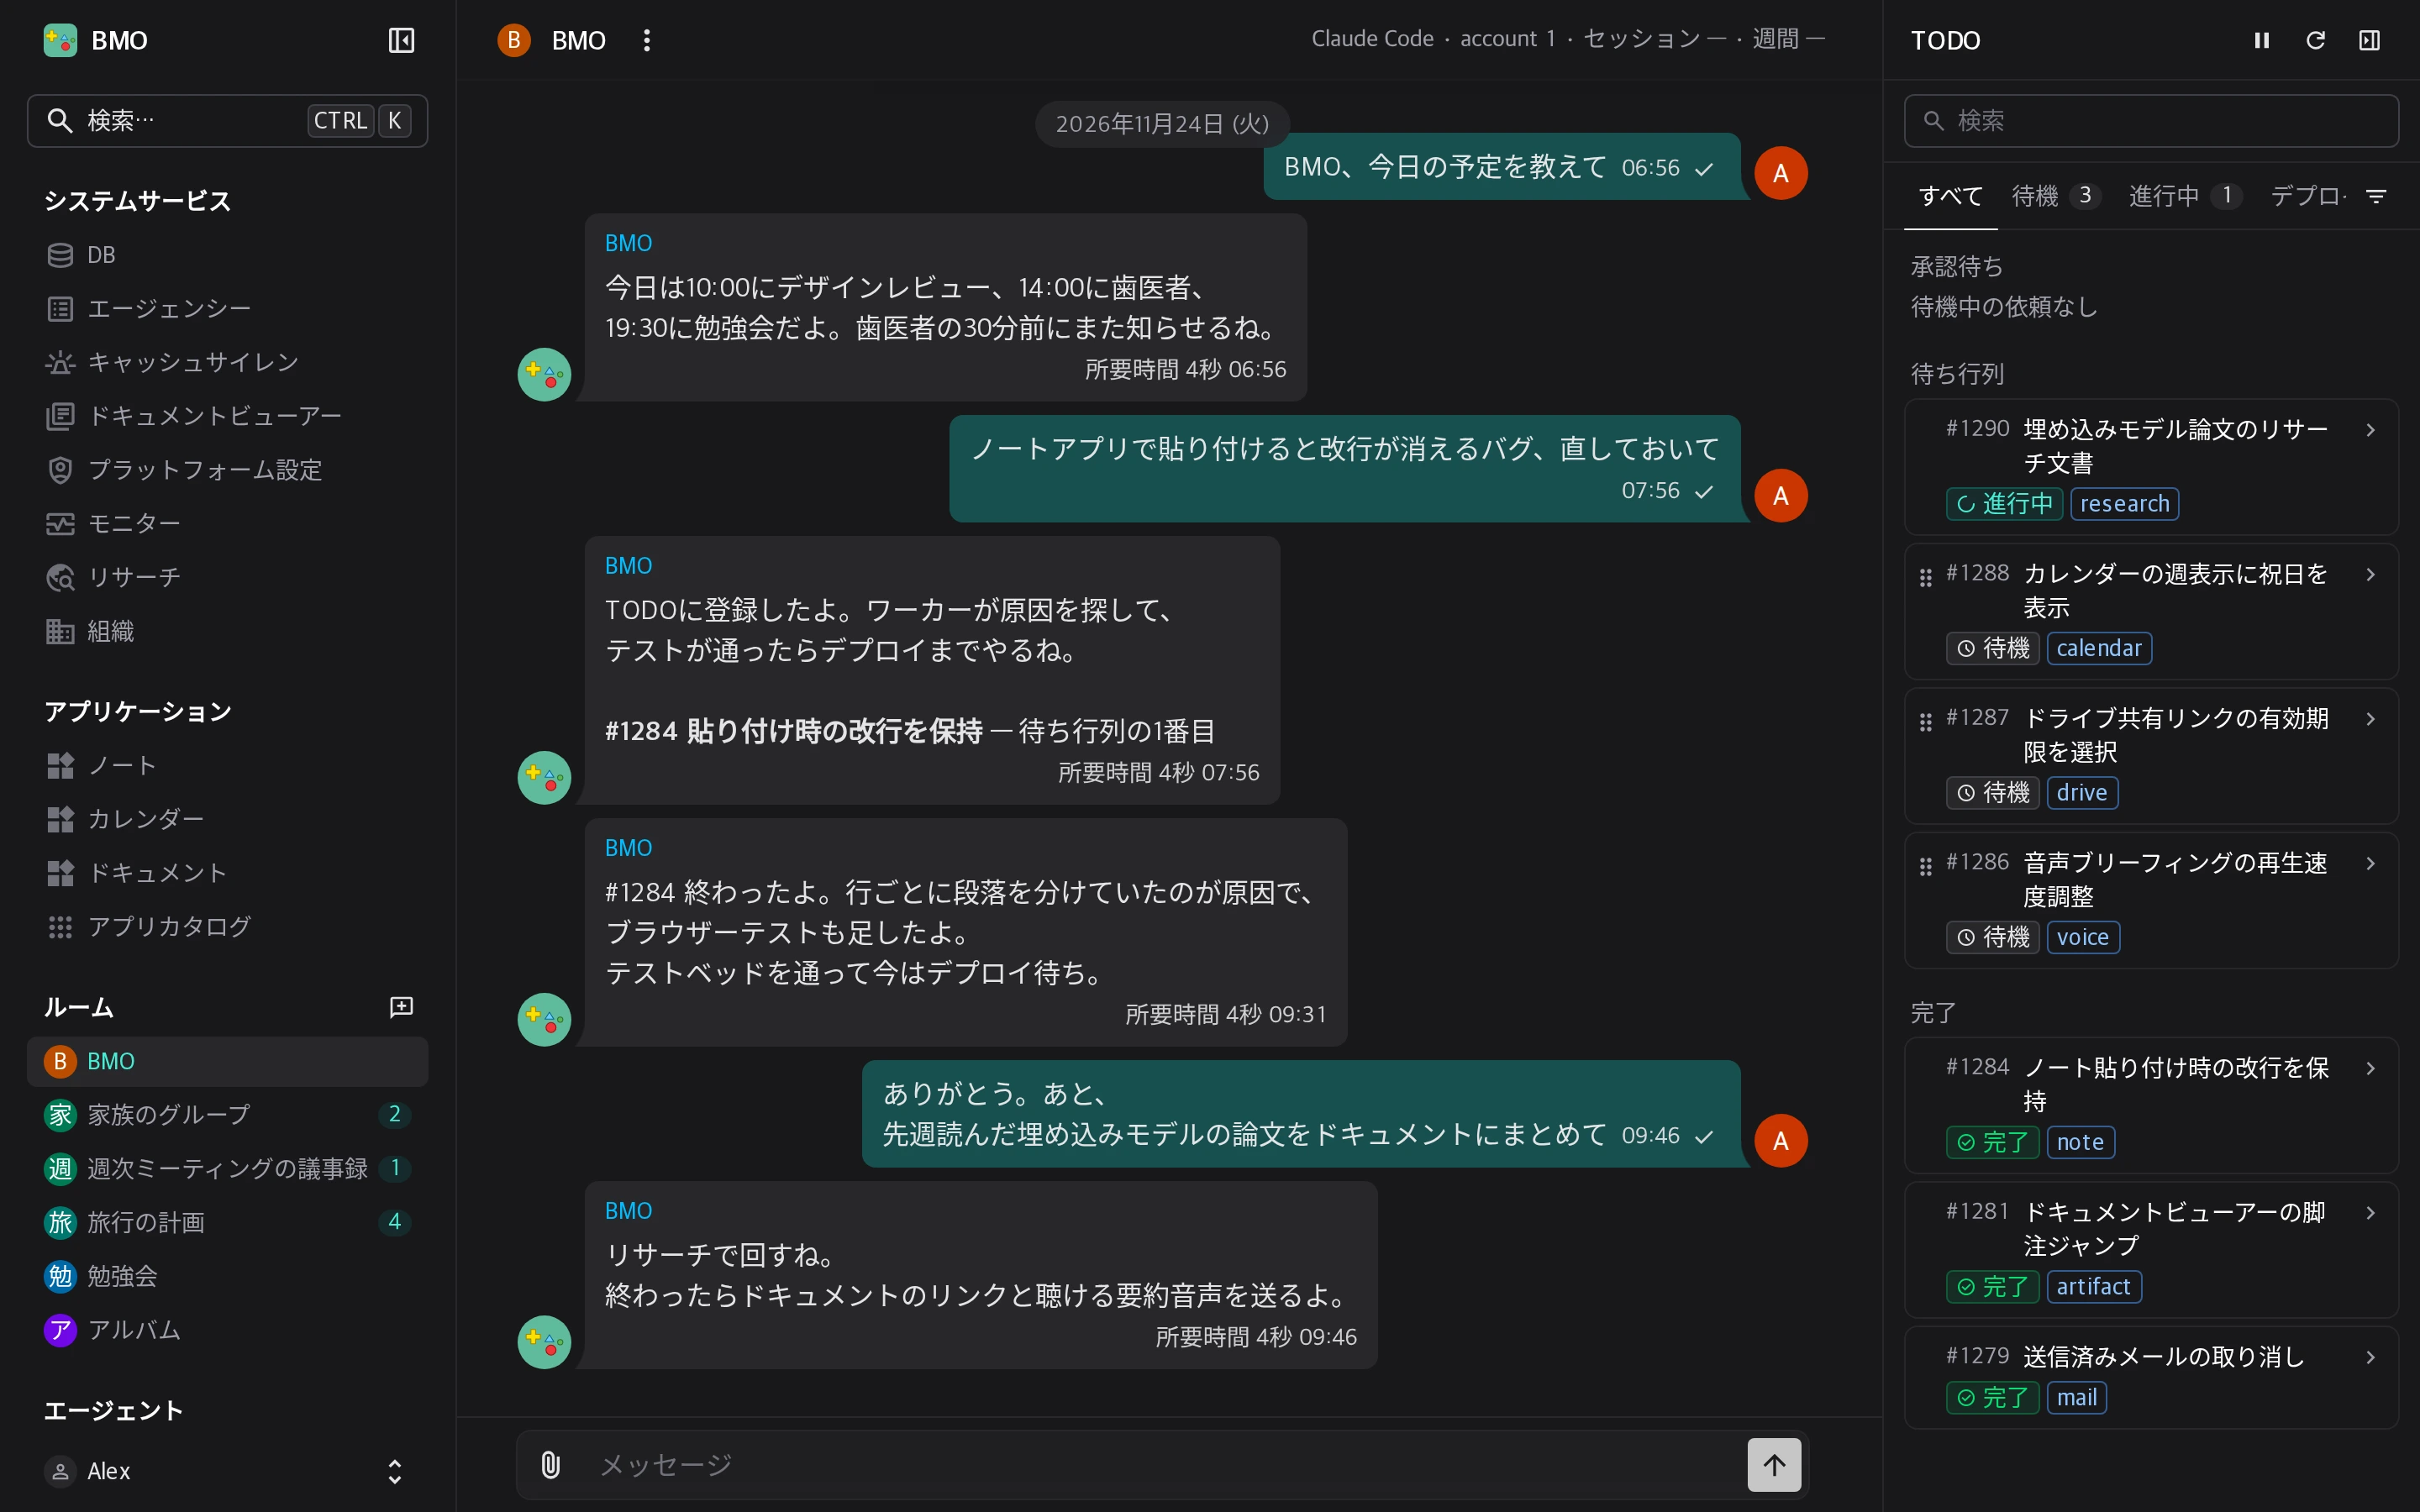 BMO
検索…
CTRL K
システムサービス
DB
エージェンシー
キャッシュサイレン
ドキュメントビューアー
プラットフォーム設定
モニター
リサーチ
組織
アプリケーション
ノート
カレンダー
ドキュメント
アプリカタログ
ルーム
B BMO
家 家族のグループ 2
週 週次ミーティングの議事録 1
旅 旅行の計画 4
勉 勉強会
ア アルバム
エージェント
Alex
B BMO
Claude Code · account 1 · セッション — · 週間 —
2026年11月24日 (火)
BMO、今日の予定を教えて 06:56
A
BMO
今日は10:00にデザインレビュー、14:00に歯医者、
19:30に勉強会だよ。歯医者の30分前にまた知らせるね。
所要時間 4秒 06:56
ノートアプリで貼り付けると改行が消えるバグ、直しておいて
07:56
A
BMO
TODOに登録したよ。ワーカーが原因を探して、
テストが通ったらデプロイまでやるね。
#1284 貼り付け時の改行を保持 — 待ち行列の1番目
所要時間 4秒 07:56
BMO
#1284 終わったよ。行ごとに段落を分けていたのが原因で、
ブラウザーテストも足したよ。
テストベッドを通って今はデプロイ待ち。
所要時間 4秒 09:31
ありがとう。あと、
先週読んだ埋め込みモデルの論文をドキュメントにまとめて 09:46
A
BMO
リサーチで回すね。
終わったらドキュメントのリンクと聴ける要約音声を送るよ。
所要時間 4秒 09:46
メッセージ
TODO
検索
すべて 待機 3 進行中 1 デプロ
承認待ち
待機中の依頼なし
待ち行列
#1290 埋め込みモデル論文のリサー
チ文書
進行中 research
#1288 カレンダーの週表示に祝日を
表示
待機 calendar
#1287 ドライブ共有リンクの有効期
限を選択
待機 drive
#1286 音声ブリーフィングの再生速
度調整
待機 voice
完了
#1284 ノート貼り付け時の改行を保
持
完了 note
#1281 ドキュメントビューアーの脚
注ジャンプ
完了 artifact
#1279 送信済みメールの取り消し
完了 mail